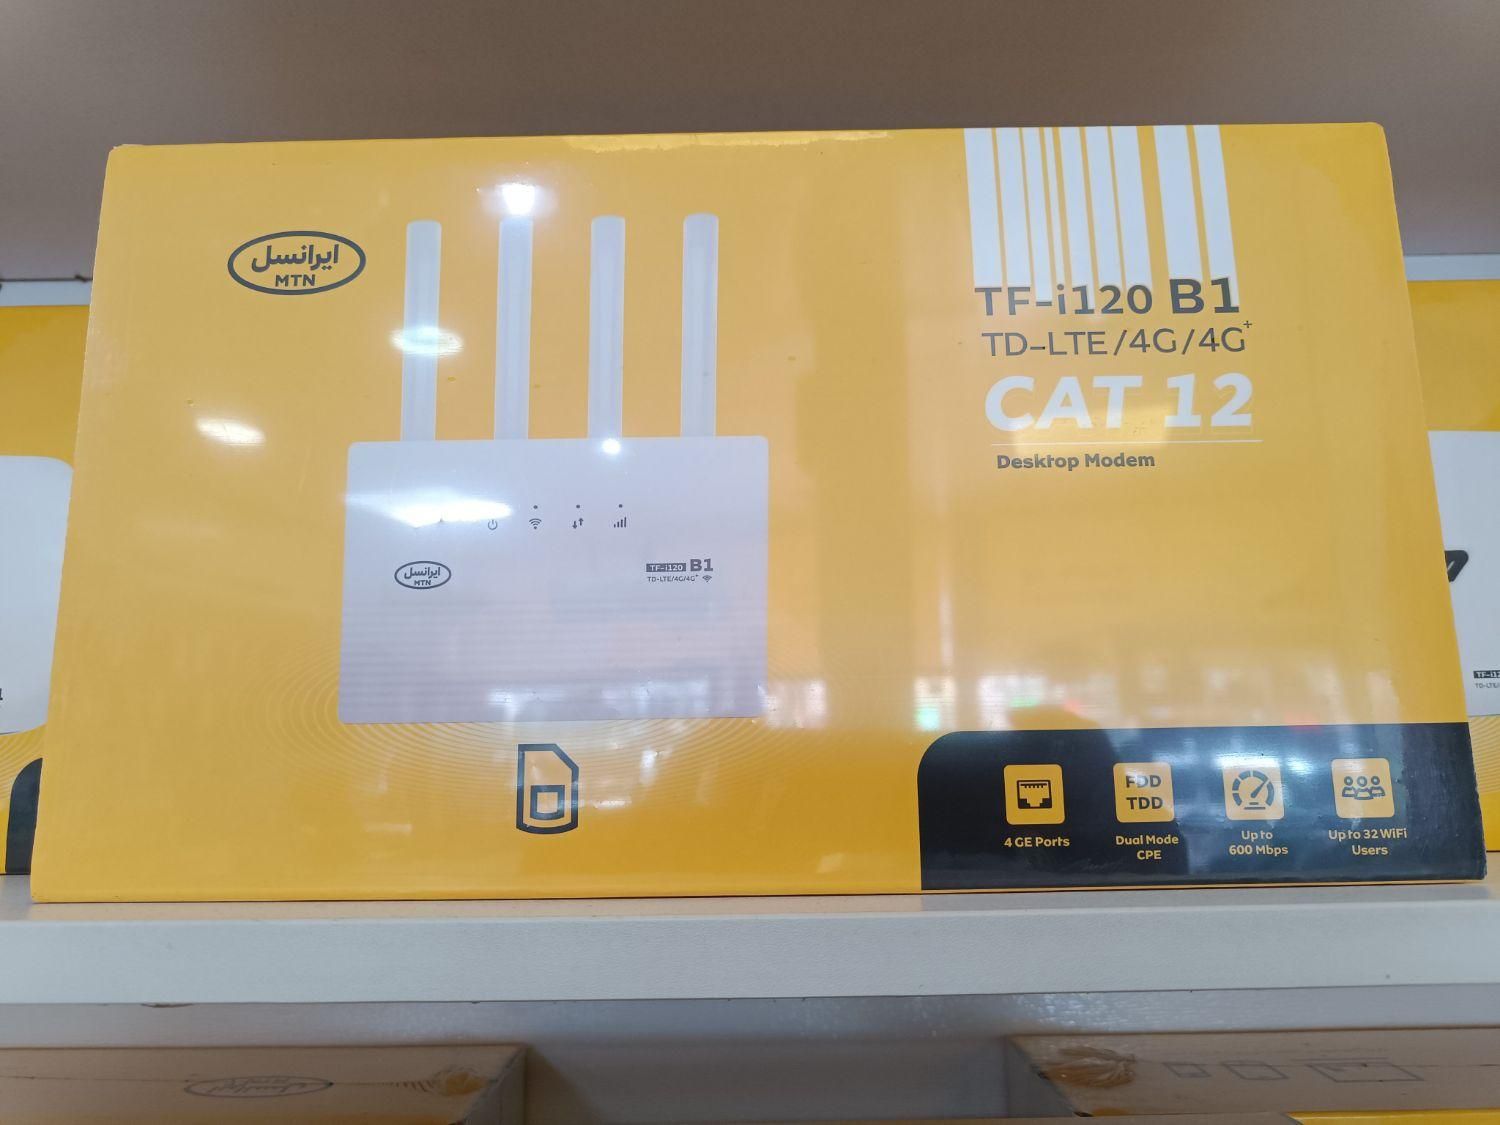 ایرانسل
MTN
TF-i120 B1
TD-LTE/4G/4G+
CAT 12
Desktop Modem
ایرانسل
MTN
TF-i120 B1
TD-LTE/4G/4G+
4 GE Ports
FDD
TDD
Dual Mode
CPE
Up to
600 Mbps
Up to 32 WiFi
Users